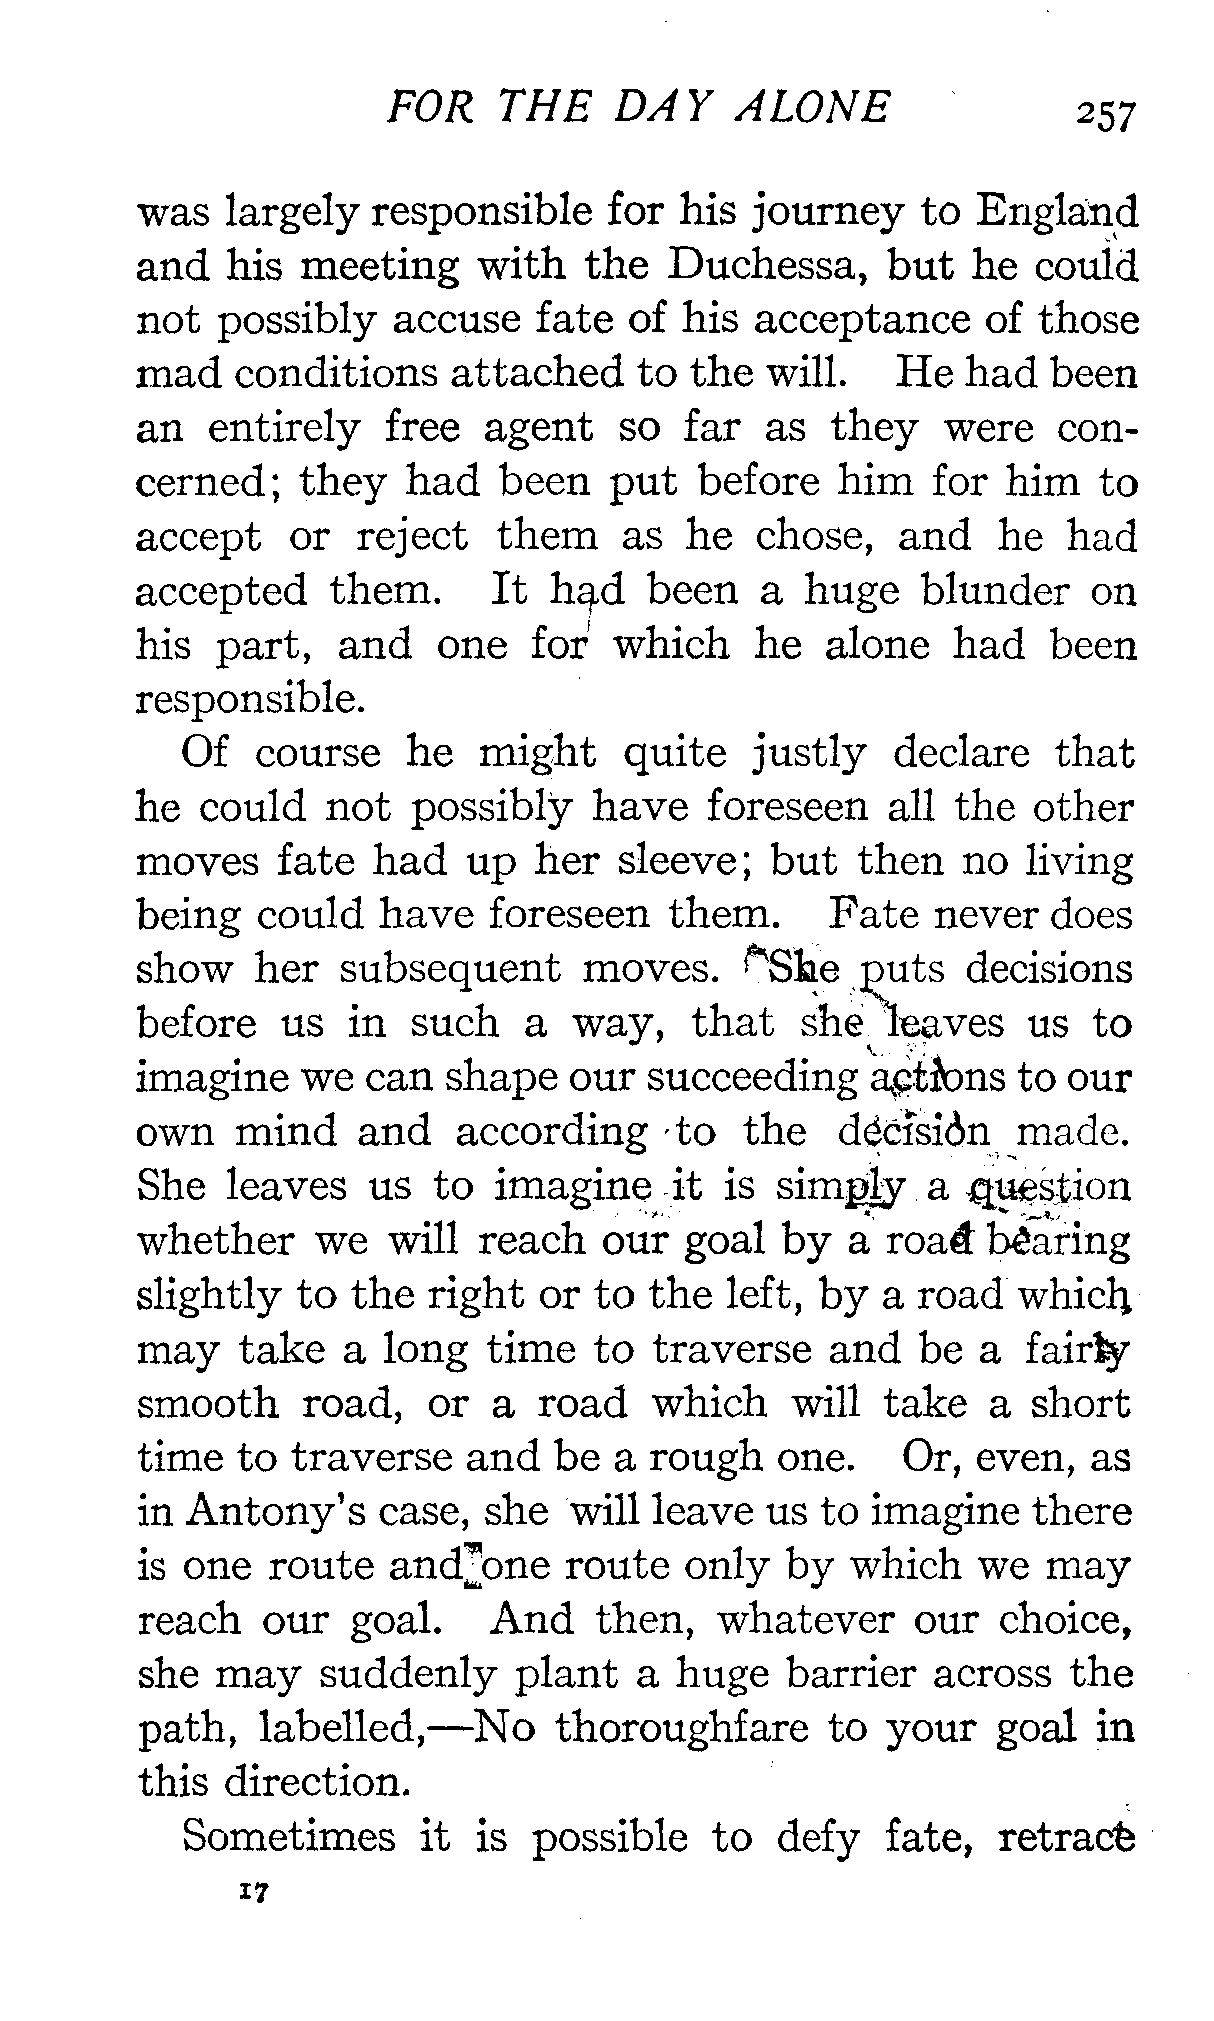 FOR THE DAY ALONE 257
was largely responsible for his journey to England
and his meeting with the Duchessa, but he could
not possibly accuse fate of his acceptance of those
mad conditions attached to the will. He had been
an entirely free agent so far as they were con-
cerned; they had been put before him for him to
accept or reject them as he chose, and he had
accepted them. It had been a huge blunder on
his part, and one for which he alone had been
responsible.
Of course he might quite justly declare that
he could not possibly have foreseen all the other
moves fate had up her sleeve; but then no living
being could have foreseen them. Fate never does
show her subsequent moves. She puts decisions
before us in such a way, that she leaves us to
imagine we can shape our succeeding actions to our
own mind and according to the decision made.
She leaves us to imagine it is simply a question
whether we will reach our goal by a road bearing
slightly to the right or to the left, by a road which
may take a long time to traverse and be a fairly
smooth road, or a road which will take a short
time to traverse and be a rough one. Or, even, as
in Antony's case, she will leave us to imagine there
is one route and one route only by which we may
reach our goal. And then, whatever our choice,
she may suddenly plant a huge barrier across the
path, labelled,—No thoroughfare to your goal in
this direction.
Sometimes it is possible to defy fate, retrace
17